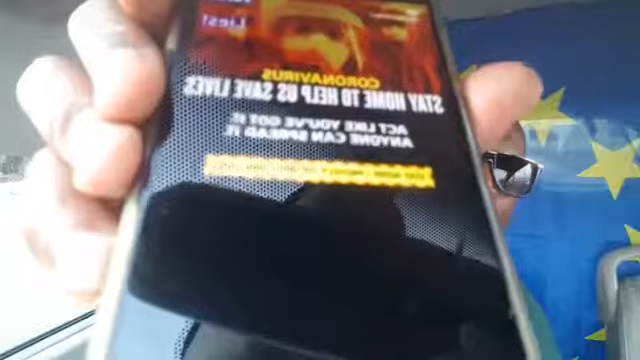 Lies!
CORONAVIRUS
STAY HOME TO HELP US SAVE LIVES
ACT LIKE YOU'VE GOT IT
ANYONE CAN SPREAD IT